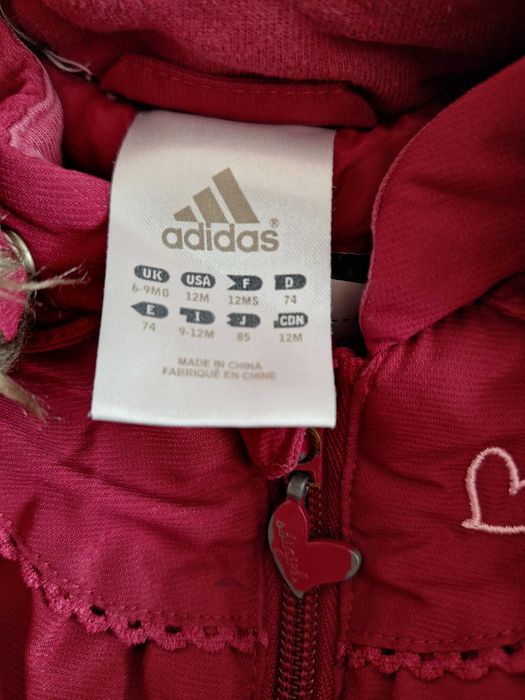 adidas®
UK USA F D
6-9MO 12M 12MS 74
E I J CDN
74 9-12M 85 12M
MADE IN CHINA
FABRIQUÉ EN CHINE